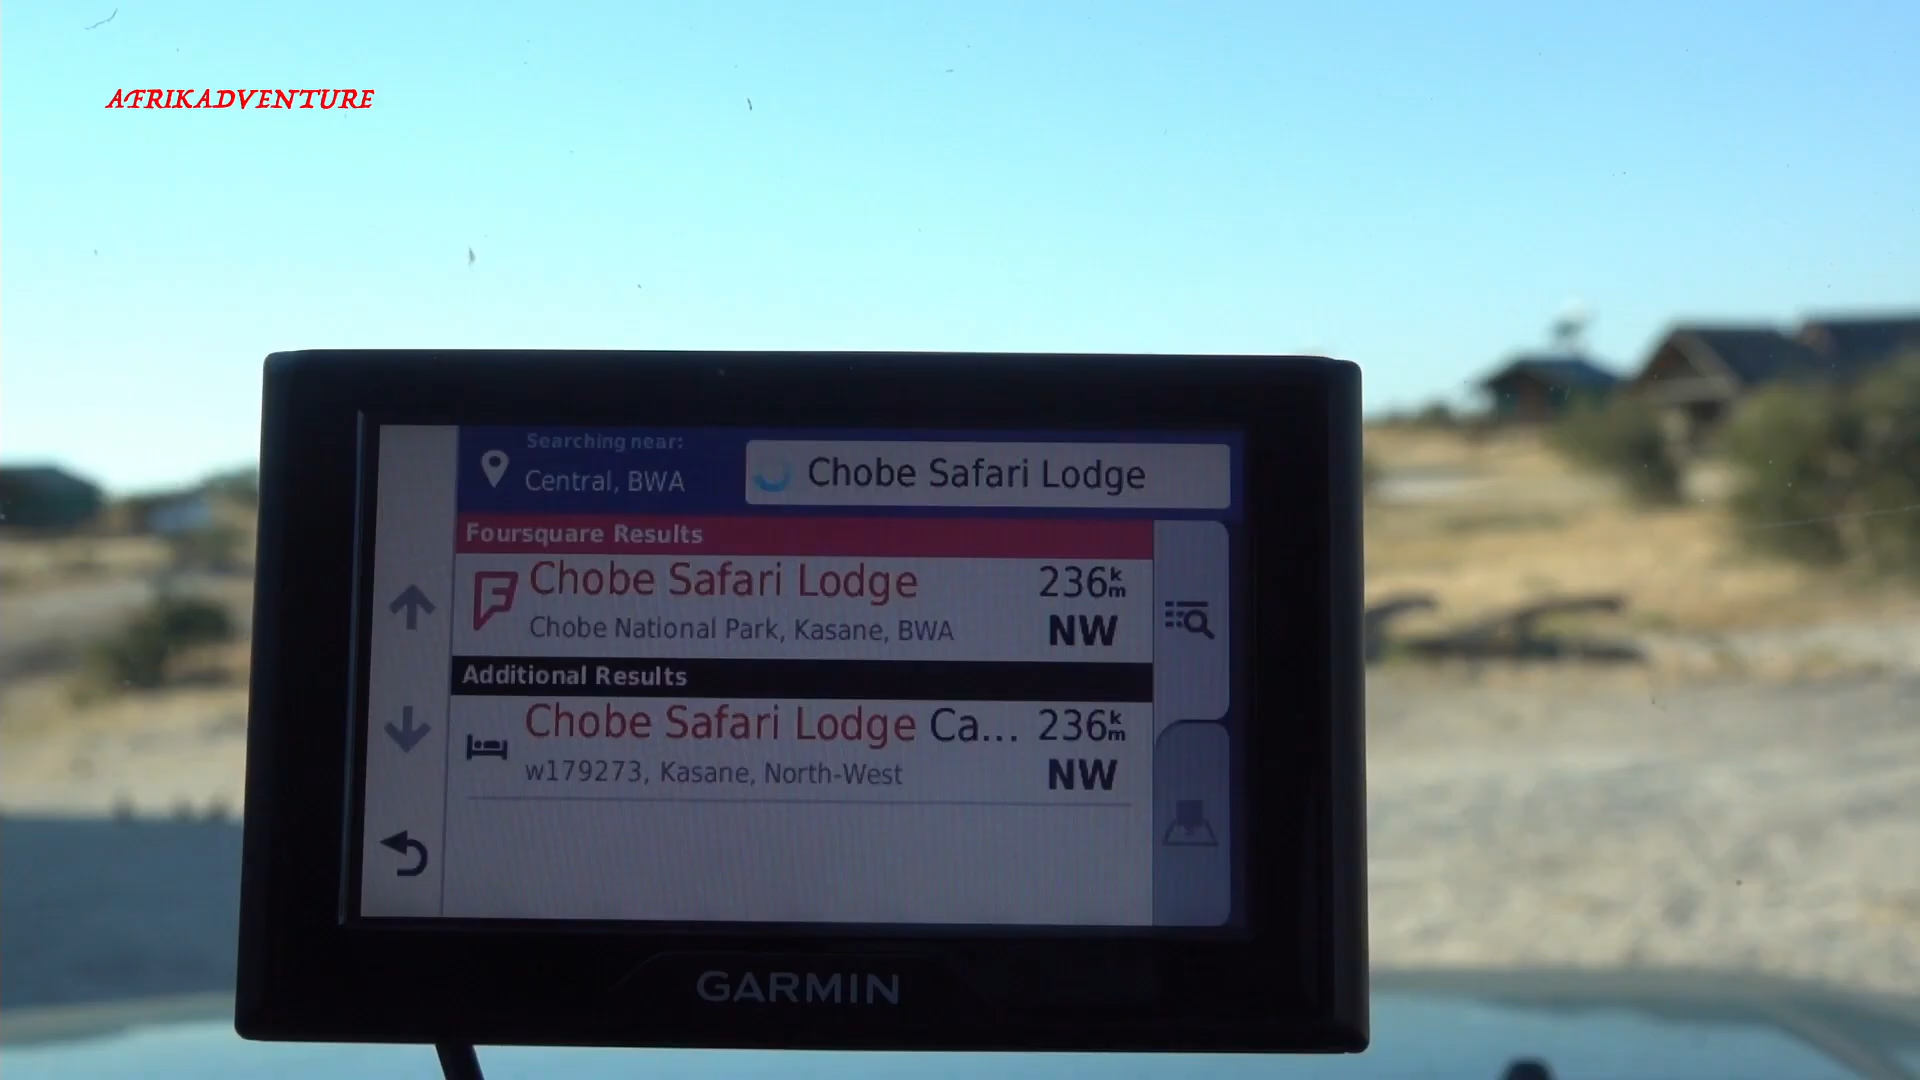 AFRIKADVENTURE
Searching near:
Central, BWA
Chobe Safari Lodge
Foursquare Results
Chobe Safari Lodge 236km
Chobe National Park, Kasane, BWA NW
Additional Results
Chobe Safari Lodge Ca... 236km
w179273, Kasane, North-West NW
GARMIN